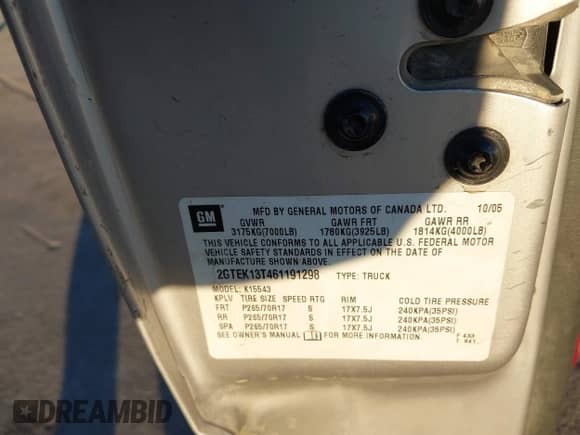 GM
MFD BY GENERAL MOTORS OF CANADA LTD. 10/05
GVWR GAWR FRT GAWR RR
3175KG(7000LB) 1780KG(3925LB) 1814KG(4000LB)
THIS VEHICLE CONFORMS TO ALL APPLICABLE U.S. FEDERAL MOTOR
VEHICLE SAFETY STANDARDS IN EFFECT ON THE DATE OF
MANUFACTURE SHOWN ABOVE.
2GTEK13T461191298 TYPE: TRUCK
MODEL: K15543
KPLV TIRE SIZE SPEED RTG RIM COLD TIRE PRESSURE
FRT P265/70R17 S 17X7.5J 240KPA(35PSI)
RR P265/70R17 S 17X7.5J 240KPA(35PSI)
SPA P265/70R17 S 17X7.5J 240KPA(35PSI)
SEE OWNER'S MANUAL FOR MORE INFORMATION. F 433
T 941
DREAMBID